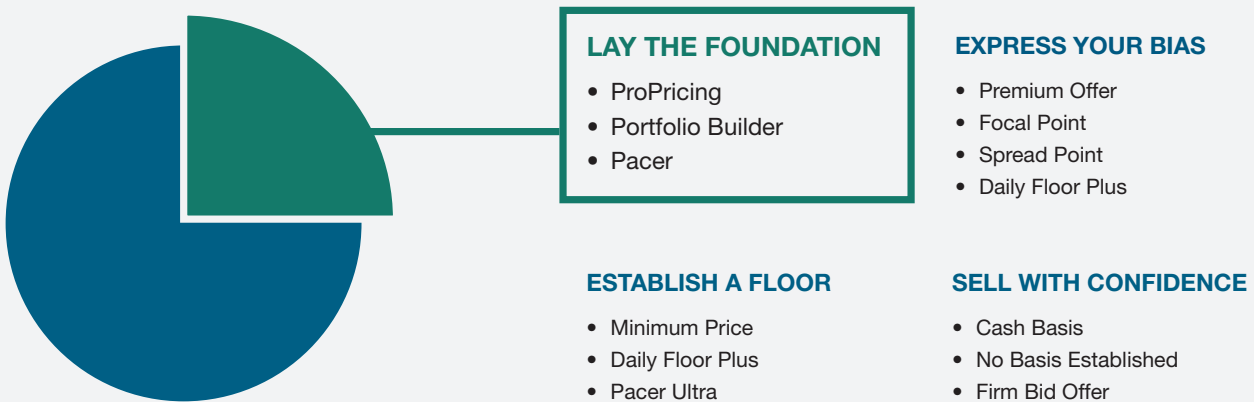 LAY THE FOUNDATION
• ProPricing
• Portfolio Builder
• Pacer
EXPRESS YOUR BIAS
• Premium Offer
• Focal Point
• Spread Point
• Daily Floor Plus
ESTABLISH A FLOOR
• Minimum Price
• Daily Floor Plus
• Pacer Ultra
SELL WITH CONFIDENCE
• Cash Basis
• No Basis Established
• Firm Bid Offer